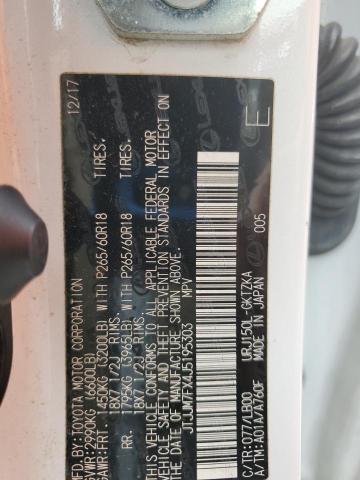 MFD. BY: TOYOTA MOTOR CORPORATION 12/17
GVWR: 2990KG (6600LB)
GAWR: FRT. 1450KG (3200LB) WITH P265/60R18 TIRES.
18X7 1/2J RIMS.
RR. 1795KG (3965LB) WITH P265/60R18 TIRES.
18X7 1/2J RIMS.
THIS VEHICLE CONFORMS TO ALL APPLICABLE FEDERAL MOTOR
VEHICLE SAFETY AND THEFT PREVENTION STANDARDS IN EFFECT ON
THE DATE OF MANUFACTURE SHOWN ABOVE.
JTJJM7FX4J5195303 MPV
E
URJ150L-GKTZKA 005
C/TR: 077/LB00
A/TM: A01A/A760F MADE IN JAPAN